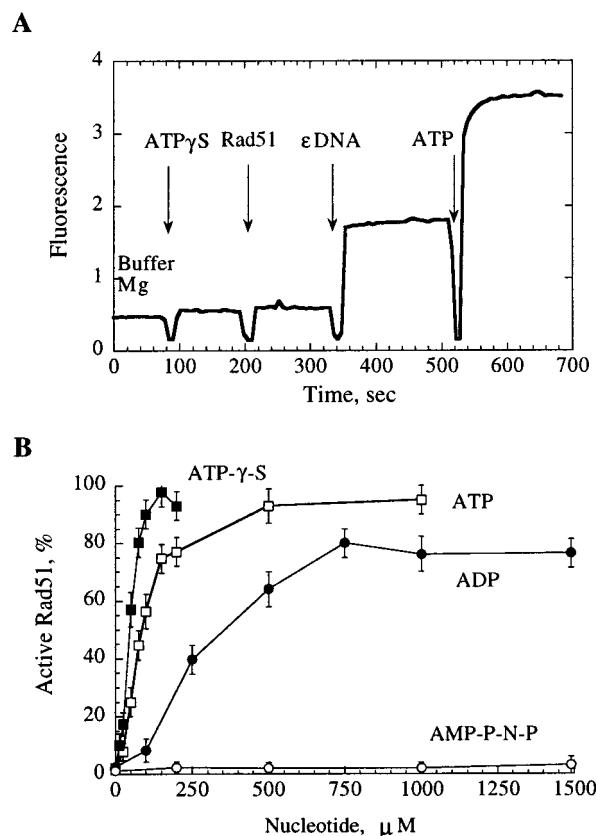 A
Fluorescence
4
3
2
1
0
ATPγS Rad51 εDNA ATP
Buffer
Mg
0 100 200 300 400 500 600 700
Time, sec
B
Active Rad51, %
100
80
60
40
20
0
ATP-γ-S
ATP
ADP
AMP-P-N-P
0 250 500 750 1000 1250 1500
Nucleotide, μ M